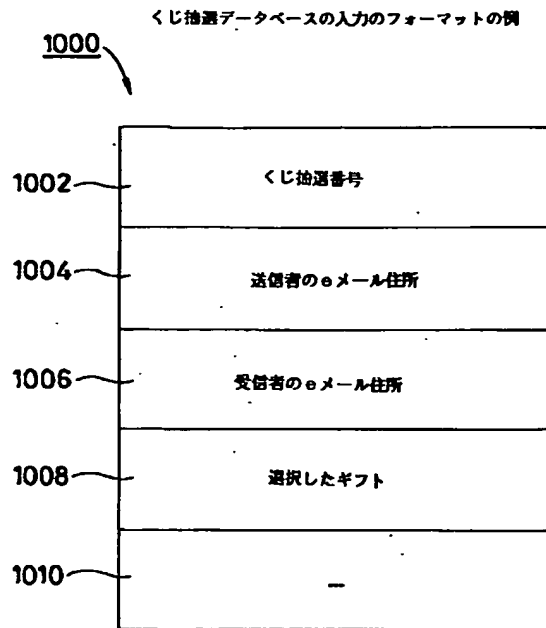 くじ抽選データベースの入力のフォーマットの例
1000
1002 くじ抽選番号
1004 送信者のeメール住所
1006 受信者のeメール住所
1008 選択したギフト
1010 —